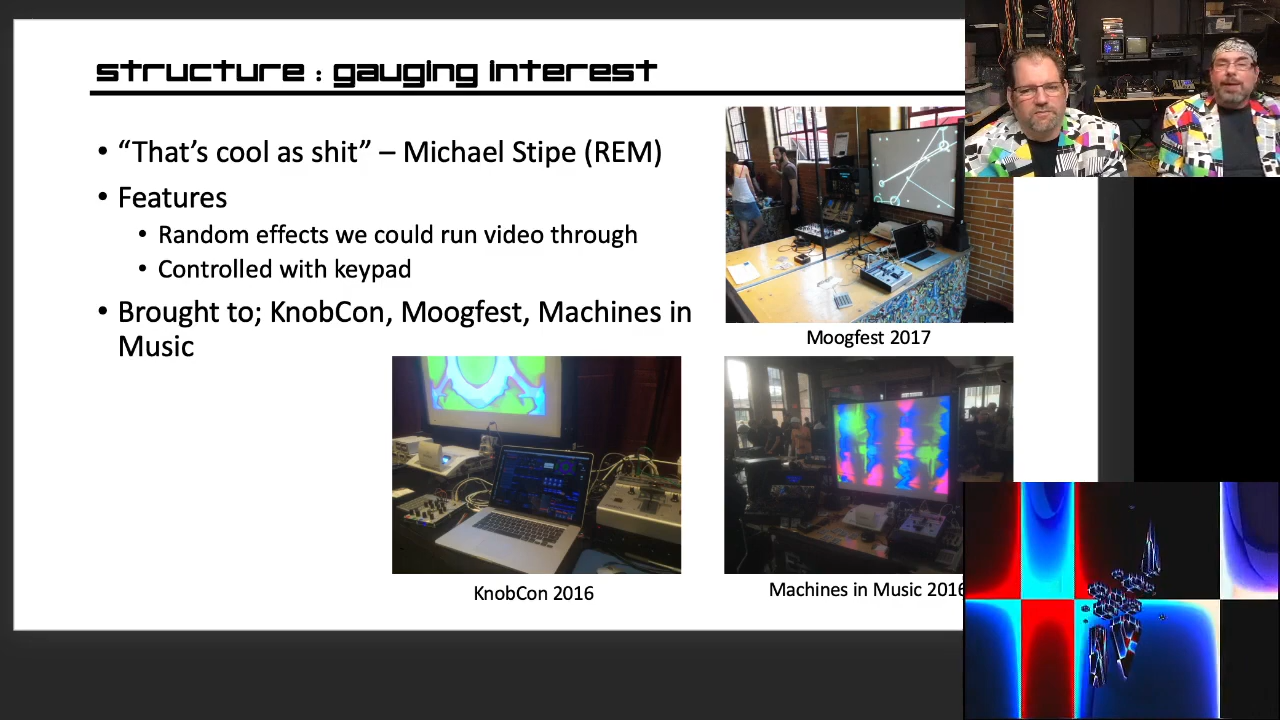 structure : gauging interest
• “That’s cool as shit” – Michael Stipe (REM)
• Features
• Random effects we could run video through
• Controlled with keypad
• Brought to; KnobCon, Moogfest, Machines in
Music
Moogfest 2017
KnobCon 2016
Machines in Music 2016